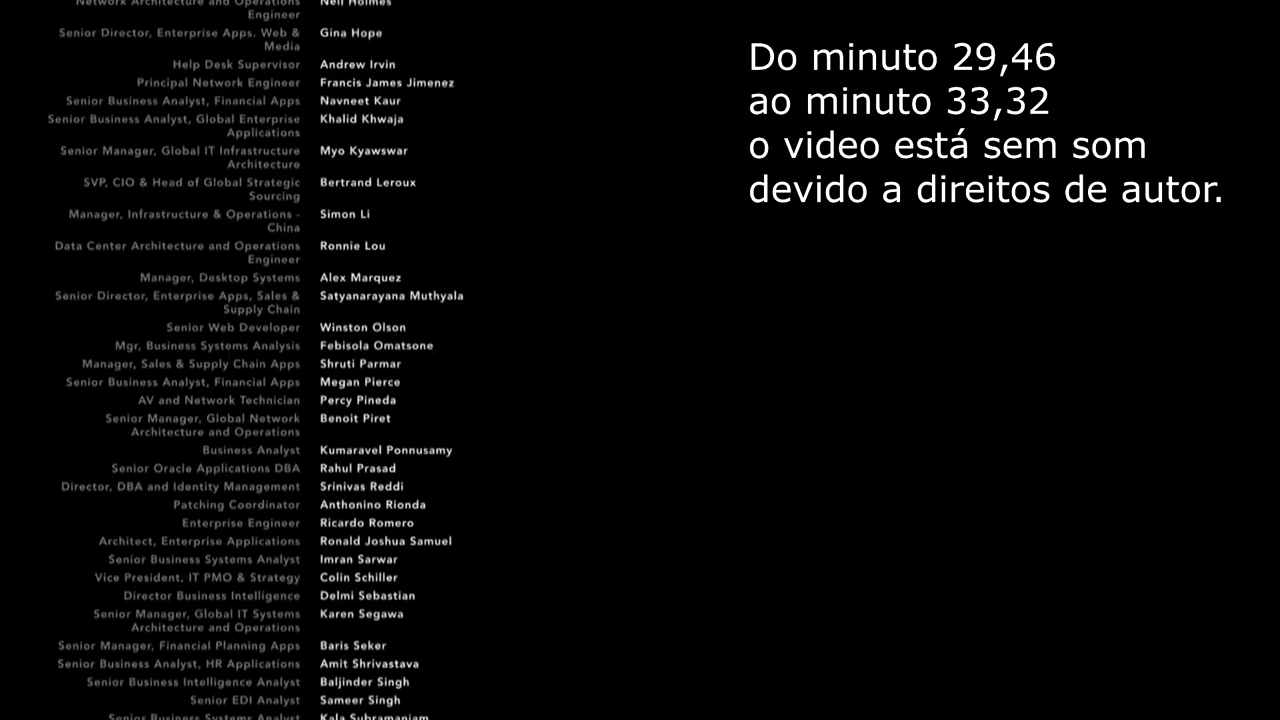 Network Architecture and Operations Neil Holmes
Engineer
Senior Director, Enterprise Apps. Web & Gina Hope
Media
Help Desk Supervisor Andrew Irvin
Principal Network Engineer Francis James Jimenez
Senior Business Analyst, Financial Apps Navneet Kaur
Senior Business Analyst, Global Enterprise Khalid Khwaja
Applications
Senior Manager, Global IT Infrastructure Myo Kyawswar
Architecture
SVP, CIO & Head of Global Strategic Bertrand Leroux
Sourcing
Manager, Infrastructure & Operations - Simon Li
China
Data Center Architecture and Operations Ronnie Lou
Engineer
Manager, Desktop Systems Alex Marquez
Senior Director, Enterprise Apps, Sales & Satyanarayana Muthyala
Supply Chain
Senior Web Developer Winston Olson
Mgr, Business Systems Analysis Febisola Omatsone
Manager, Sales & Supply Chain Apps Shruti Parmar
Senior Business Analyst, Financial Apps Megan Pierce
AV and Network Technician Percy Pineda
Senior Manager, Global Network Benoit Piret
Architecture and Operations
Business Analyst Kumaravel Ponnusamy
Senior Oracle Applications DBA Rahul Prasad
Director, DBA and Identity Management Srinivas Reddi
Patching Coordinator Anthonino Rionda
Enterprise Engineer Ricardo Romero
Architect, Enterprise Applications Ronald Joshua Samuel
Senior Business Systems Analyst Imran Sarwar
Vice President, IT PMO & Strategy Colin Schiller
Director Business Intelligence Delmi Sebastian
Senior Manager, Global IT Systems Karen Segawa
Architecture and Operations
Senior Manager, Financial Planning Apps Baris Seker
Senior Business Analyst, HR Applications Amit Shrivastava
Senior Business Intelligence Analyst Baljinder Singh
Senior EDI Analyst Sameer Singh
Senior Business Systems Analyst Kala Subramaniam
Do minuto 29,46
ao minuto 33,32
o video está sem som
devido a direitos de autor.